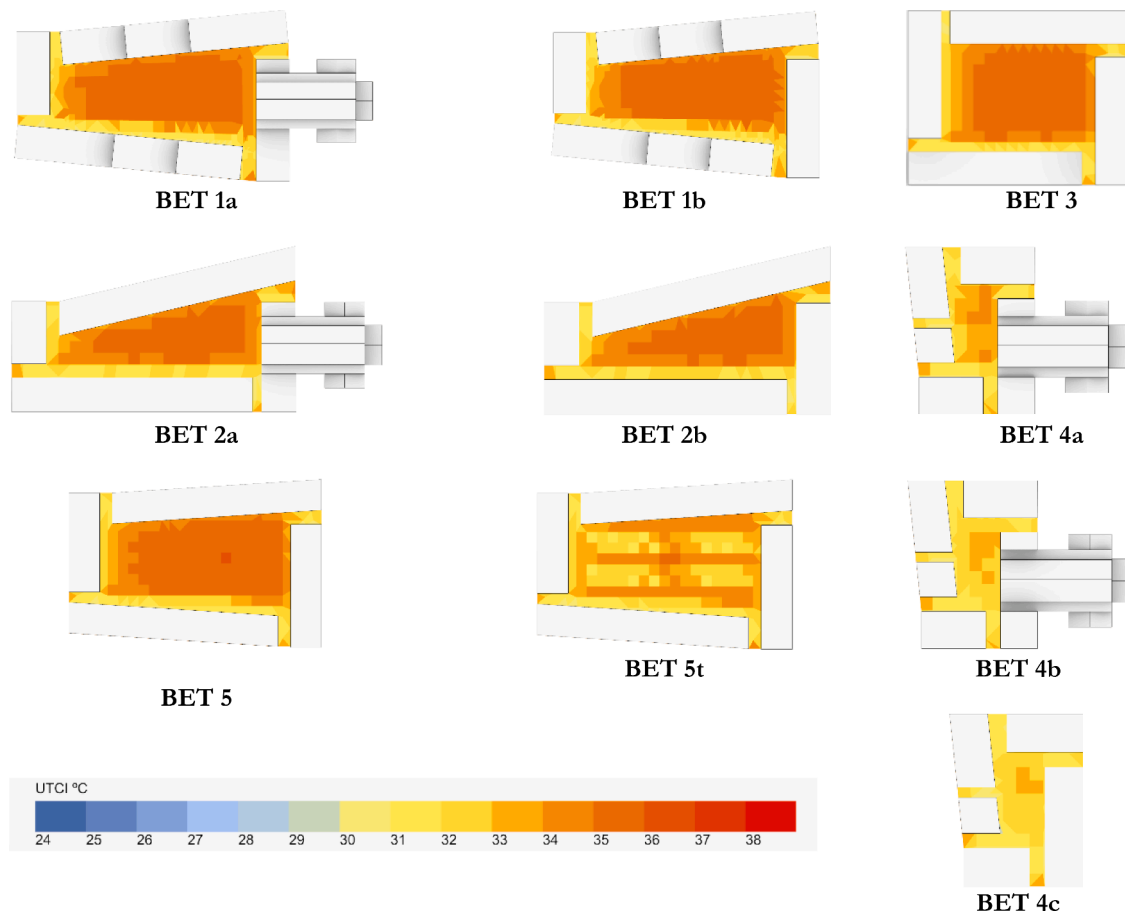 BET 1a
BET 1b
BET 3
BET 2a
BET 2b
BET 4a
BET 5
BET 5t
BET 4b
UTCI ºC
24 25 26 27 28 29 30 31 32 33 34 35 36 37 38
BET 4c